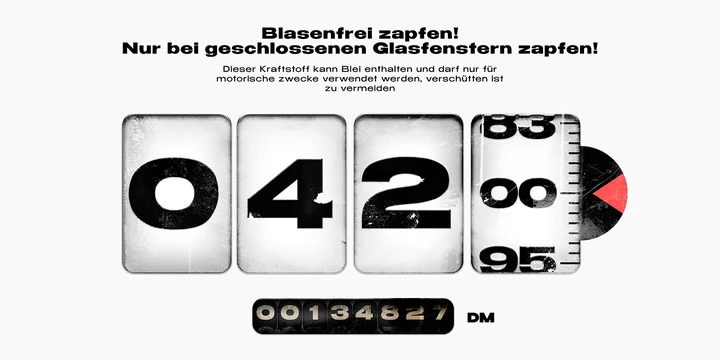 Blasenfrei zapfen!
Nur bei geschlossenen Glasfenstern zapfen!
Dieser Kraftstoff kann Blei enthalten und darf nur für
motorische zwecke verwendet werden, verschütten ist
zu vermeiden
83
0 4 2 00
95
00134827 DM